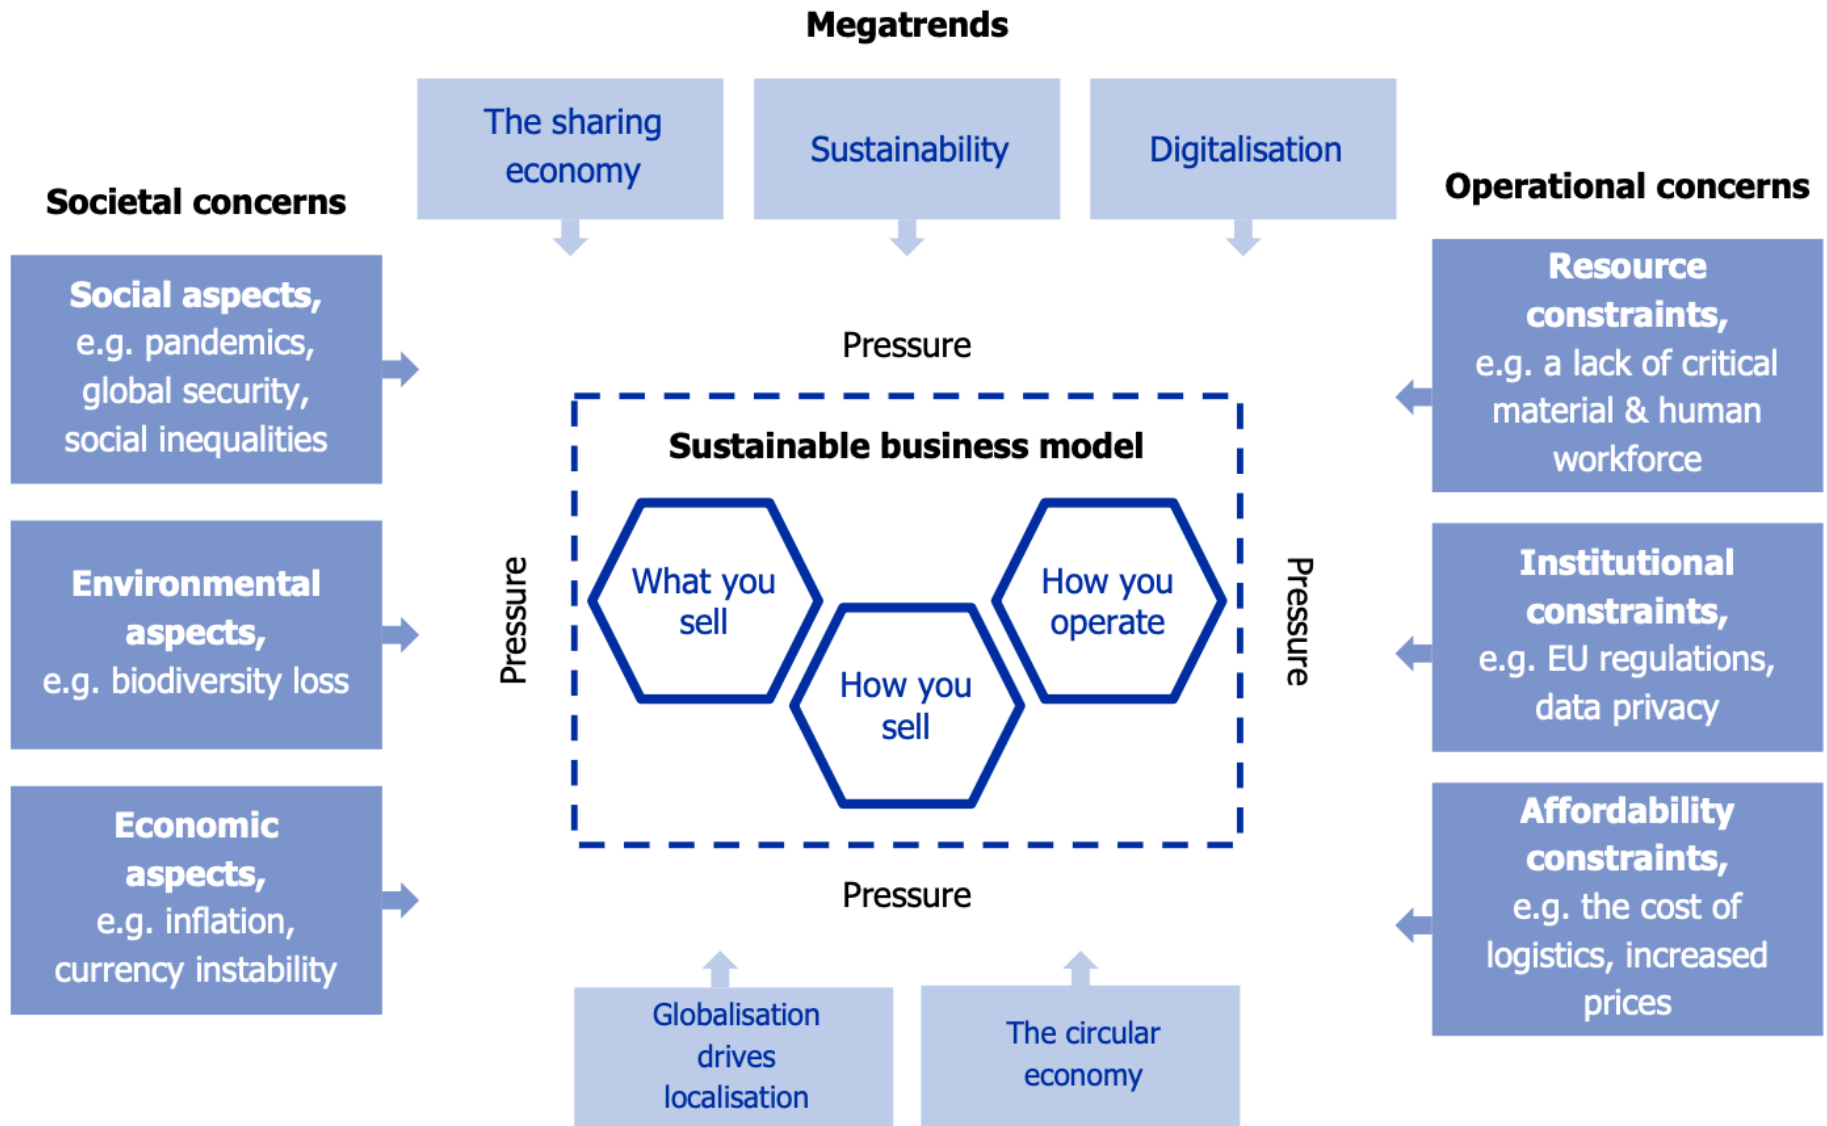 Megatrends
The sharing
economy
Sustainability
Digitalisation
Societal concerns
Social aspects,
e.g. pandemics,
global security,
social inequalities
Environmental
aspects,
e.g. biodiversity loss
Economic
aspects,
e.g. inflation,
currency instability
Pressure
Pressure
Sustainable business model
What you
sell
How you
sell
How you
operate
Pressure
Pressure
Operational concerns
Resource
constraints,
e.g. a lack of critical
material & human
workforce
Institutional
constraints,
e.g. EU regulations,
data privacy
Affordability
constraints,
e.g. the cost of
logistics, increased
prices
Globalisation
drives
localisation
The circular
economy